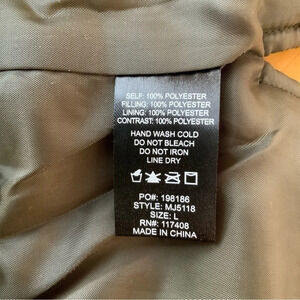 SELF: 100% POLYESTER
FILLING: 100% POLYESTER
LINING: 100% POLYESTER
CONTRAST: 100% POLYESTER
HAND WASH COLD
DO NOT BLEACH
DO NOT IRON
LINE DRY
PO#: 198186
STYLE: MJ5118
SIZE: L
RN#: 117408
MADE IN CHINA